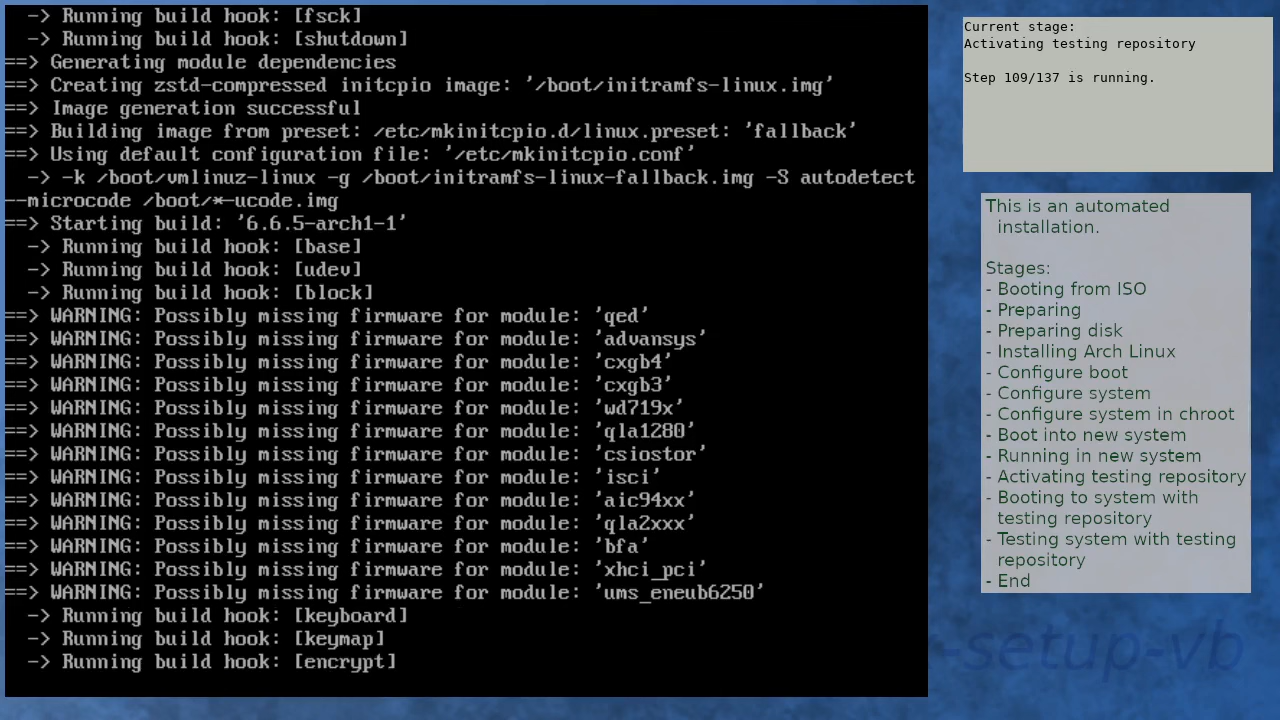 -> Running build hook: [fsck]
-> Running build hook: [shutdown]
==> Generating module dependencies
==> Creating zstd-compressed initcpio image: '/boot/initramfs-linux.img'
==> Image generation successful
==> Building image from preset: /etc/mkinitcpio.d/linux.preset: 'fallback'
==> Using default configuration file: '/etc/mkinitcpio.conf'
-> -k /boot/vmlinuz-linux -g /boot/initramfs-linux-fallback.img -S autodetect
--microcode /boot/*-ucode.img
==> Starting build: '6.6.5-arch1-1'
-> Running build hook: [base]
-> Running build hook: [udev]
-> Running build hook: [block]
==> WARNING: Possibly missing firmware for module: 'qed'
==> WARNING: Possibly missing firmware for module: 'advansys'
==> WARNING: Possibly missing firmware for module: 'cxgb4'
==> WARNING: Possibly missing firmware for module: 'cxgb3'
==> WARNING: Possibly missing firmware for module: 'wd719x'
==> WARNING: Possibly missing firmware for module: 'qla1280'
==> WARNING: Possibly missing firmware for module: 'csiostor'
==> WARNING: Possibly missing firmware for module: 'isci'
==> WARNING: Possibly missing firmware for module: 'aic94xx'
==> WARNING: Possibly missing firmware for module: 'qla2xxx'
==> WARNING: Possibly missing firmware for module: 'bfa'
==> WARNING: Possibly missing firmware for module: 'xhci_pci'
==> WARNING: Possibly missing firmware for module: 'ums_eneub6250'
-> Running build hook: [keyboard]
-> Running build hook: [keymap]
-> Running build hook: [encrypt]
Current stage:
Activating testing repository
Step 109/137 is running.
This is an automated
installation.
Stages:
- Booting from ISO
- Preparing
- Preparing disk
- Installing Arch Linux
- Configure boot
- Configure system
- Configure system in chroot
- Boot into new system
- Running in new system
- Activating testing repository
- Booting to system with
testing repository
- Testing system with testing
repository
- End
-setup-vb